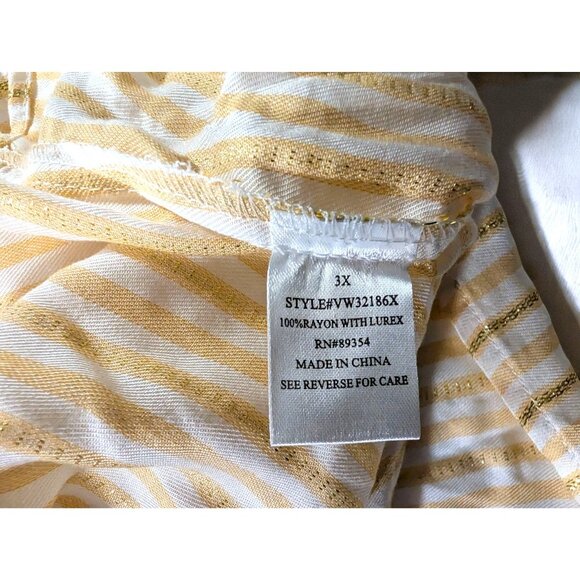 3X
STYLE#VW32186X
100%RAYON WITH LUREX
RN#89354
MADE IN CHINA
SEE REVERSE FOR CARE